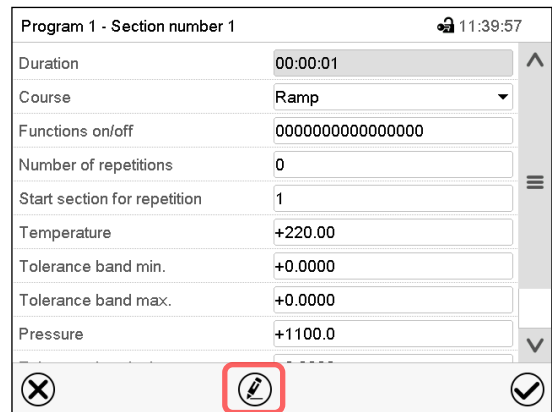 Program 1 - Section number 1 11:39:57
Duration 00:00:01
Course Ramp
Functions on/off 0000000000000000
Number of repetitions 0
Start section for repetition 1
Temperature +220.00
Tolerance band min. +0.0000
Tolerance band max. +0.0000
Pressure +1100.0